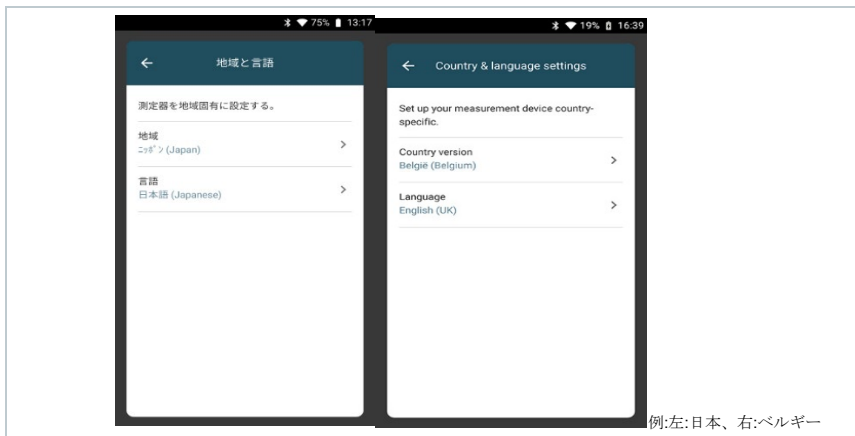 75% 13:17
地域と言語
測定器を地域固有に設定する。
地域
ﾆｯﾎﾟﾝ (Japan)
言語
日本語 (Japanese)
19% 16:39
Country & language settings
Set up your measurement device country-
specific.
Country version
België (Belgium)
Language
English (UK)
例:左:日本、右:ベルギー